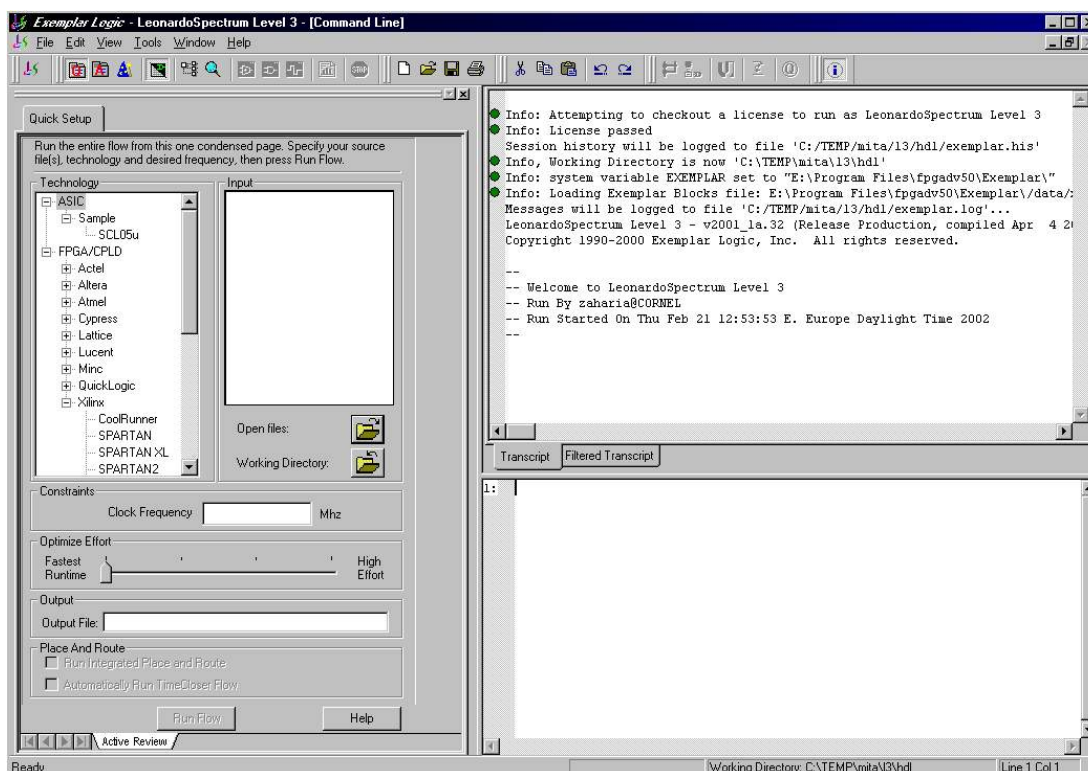 Exemplar Logic - LeonardoSpectrum Level 3 - [Command Line]
File Edit View Tools Window Help
Quick Setup
Run the entire flow from this one condensed page. Specify your source
file(s), technology and desired frequency, then press Run Flow.
Technology
ASIC
Sample
SCL05u
FPGA/CPLD
Actel
Altera
Atmel
Cypress
Lattice
Lucent
Minc
QuickLogic
Xilinx
CoolRunner
SPARTAN
SPARTAN XL
SPARTAN2
Input
Open files:
Working Directory:
Constraints
Clock Frequency Mhz
Optimize Effort
Fastest
Runtime
High
Effort
Output
Output File:
Place And Route
Run Integrated Place and Route
Automatically Run TimeCloser Flow
Run Flow Help
Active Review
Info: Attempting to checkout a license to run as LeonardoSpectrum Level 3
Info: License passed
Session history will be logged to file 'C:/TEMP/mita/l3/hdl/exemplar.his'
Info, Working Directory is now 'C:\TEMP\mita\l3\hdl'
Info: system variable EXEMPLAR set to "E:\Program Files\fpgadv50\Exemplar\"
Info: Loading Exemplar Blocks file: E:\Program Files\fpgadv50\Exemplar\/data/
Messages will be logged to file 'C:/TEMP/mita/l3/hdl/exemplar.log'...
LeonardoSpectrum Level 3 - v2001_1a.32 (Release Production, compiled Apr 4
Copyright 1990-2000 Exemplar Logic, Inc. All rights reserved.
--
-- Welcome to LeonardoSpectrum Level 3
-- Run By zaharia@CORNEL
-- Run Started On Thu Feb 21 12:53:53 E. Europe Daylight Time 2002
--
Transcript Filtered Transcript
1:
Ready Working Directory: C:\TEMP\mita\l3\hdl Line 1 Col 1